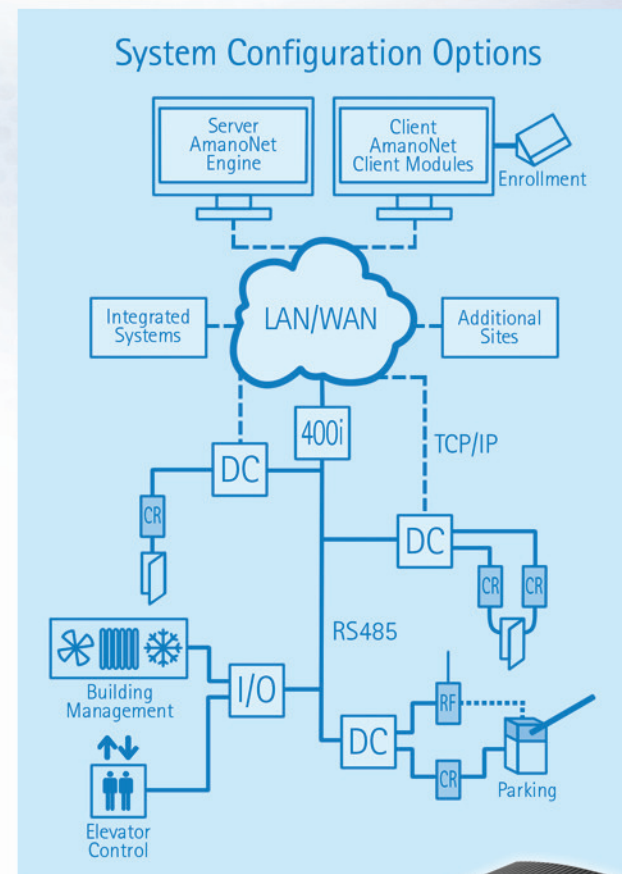 System Configuration Options
Server
AmanoNet
Engine
Client
AmanoNet
Client Modules
Enrollment
Integrated
Systems
LAN/WAN
Additional
Sites
400i
TCP/IP
DC
CR
DC
CR
CR
RS485
Building
Management
I/O
RF
DC
CR
Parking
Elevator
Control